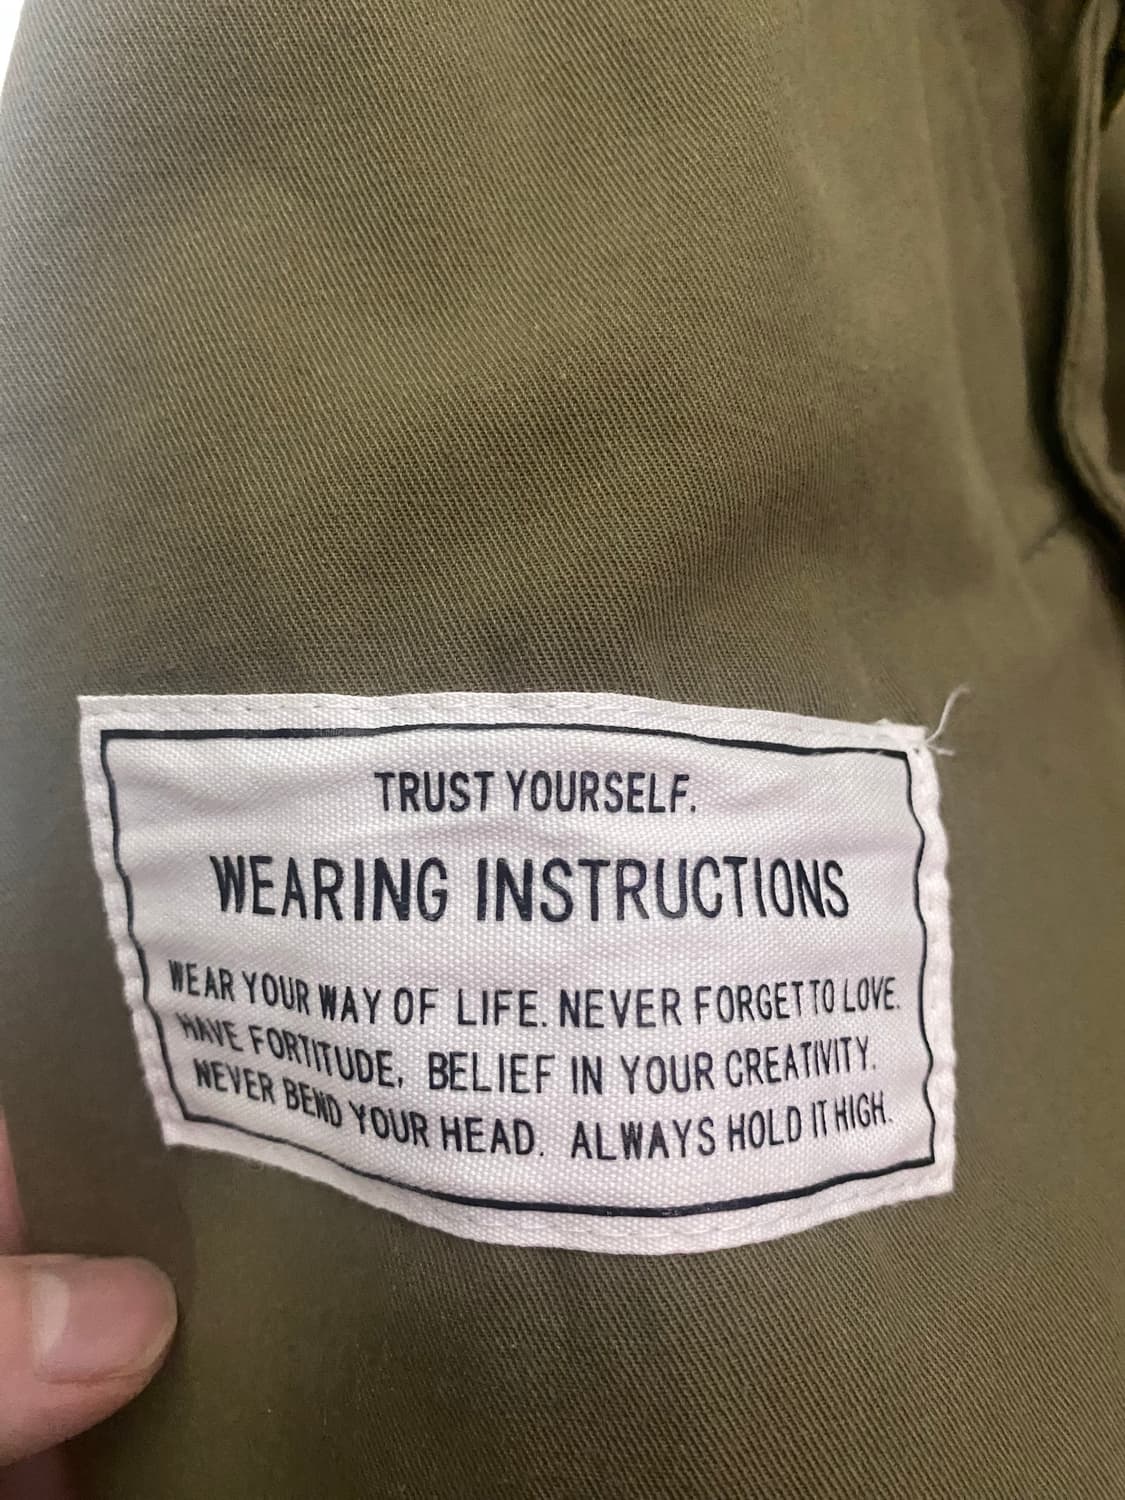 TRUST YOURSELF.
WEARING INSTRUCTIONS
WEAR YOUR WAY OF LIFE. NEVER FORGET TO LOVE.
HAVE FORTITUDE, BELIEF IN YOUR CREATIVITY.
NEVER BEND YOUR HEAD. ALWAYS HOLD IT HIGH.